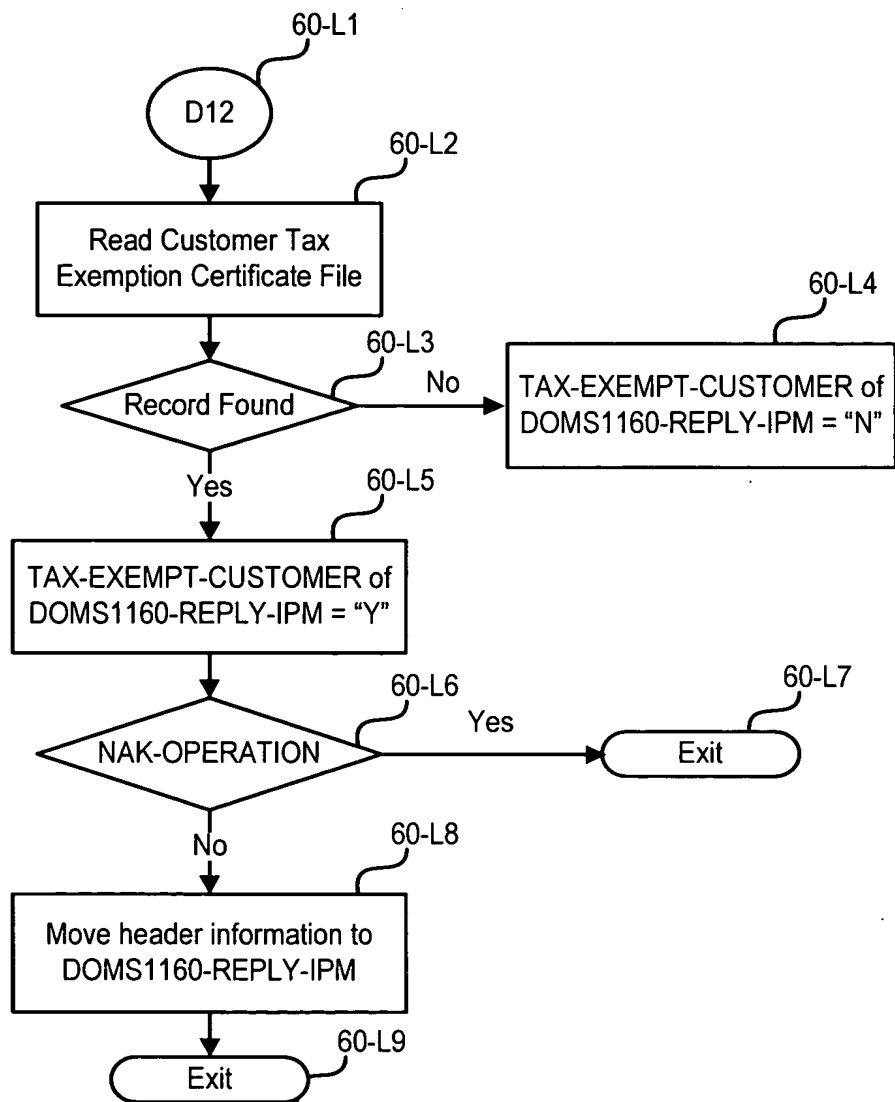 60-L1
D12
60-L2
Read Customer Tax
Exemption Certificate File
60-L3
Record Found
No
60-L4
TAX-EXEMPT-CUSTOMER of
DOMS1160-REPLY-IPM = “N”
Yes
60-L5
TAX-EXEMPT-CUSTOMER of
DOMS1160-REPLY-IPM = “Y”
60-L6
NAK-OPERATION
Yes
60-L7
Exit
No
60-L8
Move header information to
DOMS1160-REPLY-IPM
60-L9
Exit